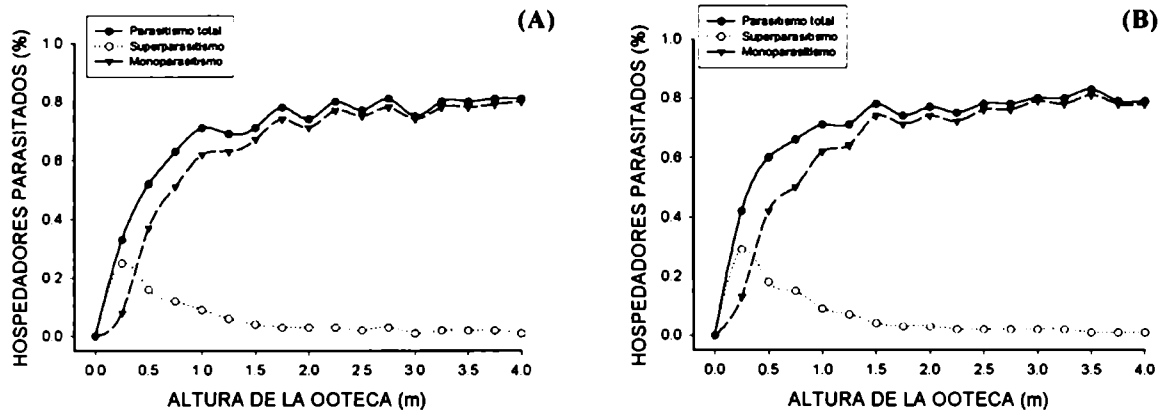 (A)
Parasitismo total
Superparasitismo
Monoparasitismo
HOSPEDADORES PARASITADOS (%)
1.0
0.8
0.6
0.4
0.2
0.0
0.0 0.5 1.0 1.5 2.0 2.5 3.0 3.5 4.0
ALTURA DE LA OOTECA (m)
(B)
Parasitismo total
Superparasitismo
Monoparasitismo
HOSPEDADORES PARASITADOS (%)
1.0
0.8
0.6
0.4
0.2
0.0
0.0 0.5 1.0 1.5 2.0 2.5 3.0 3.5 4.0
ALTURA DE LA OOTECA (m)